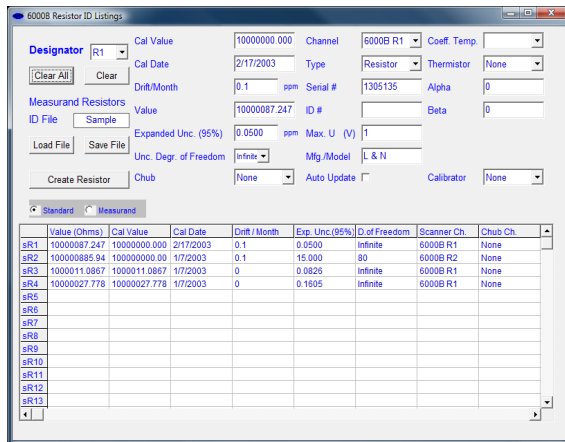 6000B Resistor ID Listings
Designator R1
Cal Value 10000000.000 Channel 6000B R1 Coeff. Temp.
Cal Date 2/17/2003 Type Resistor Thermistor None
Clear All Clear
Drift/Month 0.1 ppm Serial # 1305135 Alpha 0
Measurand Resistors
Value 10000087.247 ID # Beta 0
ID File Sample
Expanded Unc. (95%) 0.0500 ppm Max. U (V) 1
Load File Save File
Unc. Degr. of Freedom Infinite Mfg./Model L & N
Create Resistor
Chub None Auto Update Calibrator None
Standard Measurand
Value (Ohms) Cal Value Cal Date Drift / Month Exp. Unc.(95%) D.of Freedom Scanner Ch. Chub Ch.
sR1 10000087.247 10000000.000 2/17/2003 0.1 0.0500 Infinite 6000B R1 None
sR2 100000885.94 100000000.00 1/7/2003 0.1 15.000 80 6000B R2 None
sR3 10000011.0867 10000011.0867 1/7/2003 0 0.0826 Infinite 6000B R1 None
sR4 10000027.778 10000027.778 1/7/2003 0 0.1605 Infinite 6000B R1 None
sR5
sR6
sR7
sR8
sR9
sR10
sR11
sR12
sR13